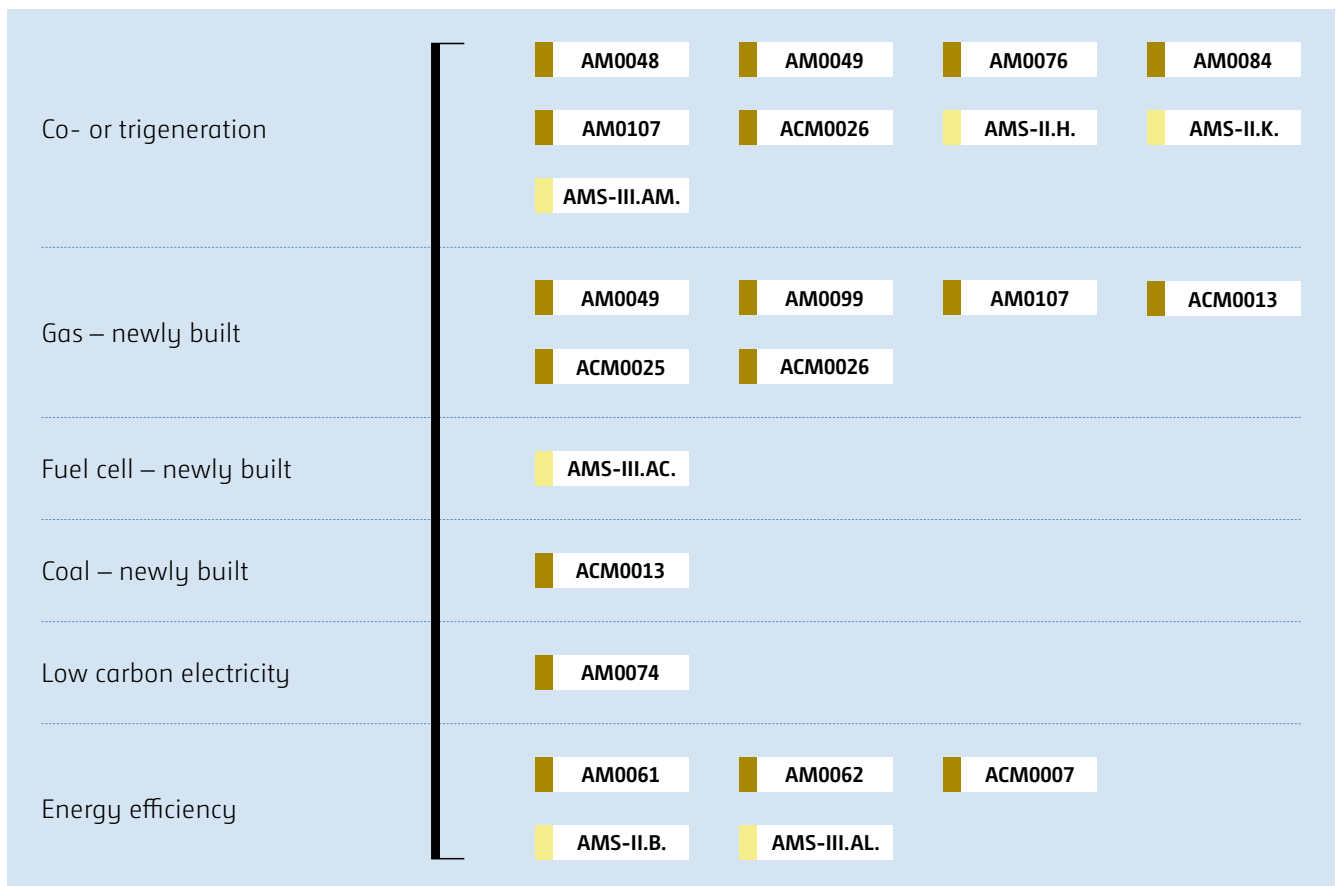 Co- or trigeneration
AM0048 AM0049 AM0076 AM0084
AM0107 ACM0026 AMS-II.H. AMS-II.K.
AMS-III.AM.
Gas – newly built
AM0049 AM0099 AM0107 ACM0013
ACM0025 ACM0026
Fuel cell – newly built
AMS-III.AC.
Coal – newly built
ACM0013
Low carbon electricity
AM0074
Energy efficiency
AM0061 AM0062 ACM0007
AMS-II.B. AMS-III.AL.